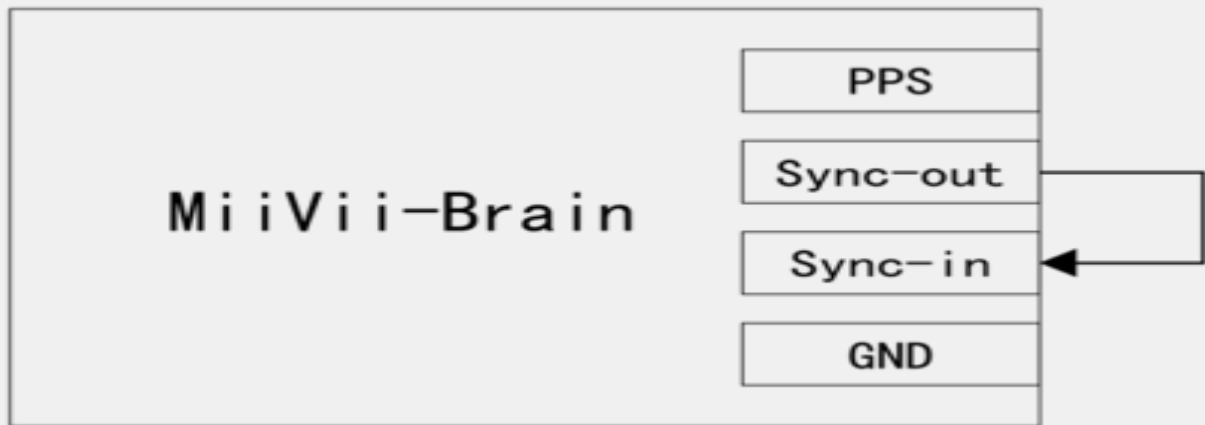 PPS
Sync-out
MiiVii-Brain
Sync-in
GND